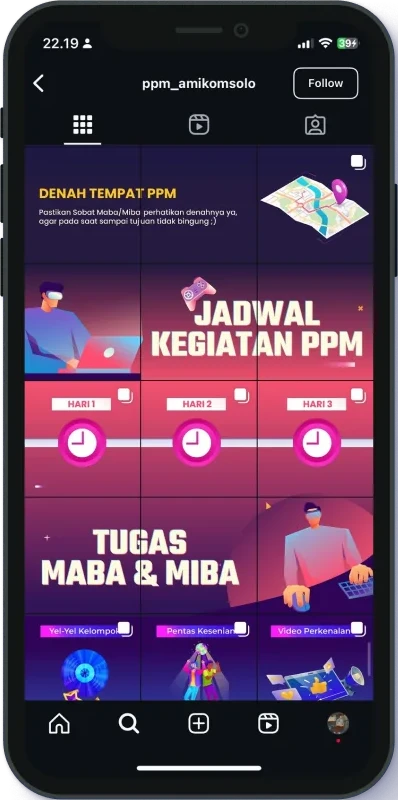 22.19
39
ppm_amikomsolo
Follow
DENAH TEMPAT PPM
Pastikan Sobat Maba/Miba perhatikan denahnya ya,
agar pada saat sampai tujuan tidak bingung ;)
JADWAL
KEGIATAN PPM
HARI 1
HARI 2
HARI 3
TUGAS
MABA & MIBA
Yel-Yel Kelompok
Pentas Kesenian
Video Perkenalan